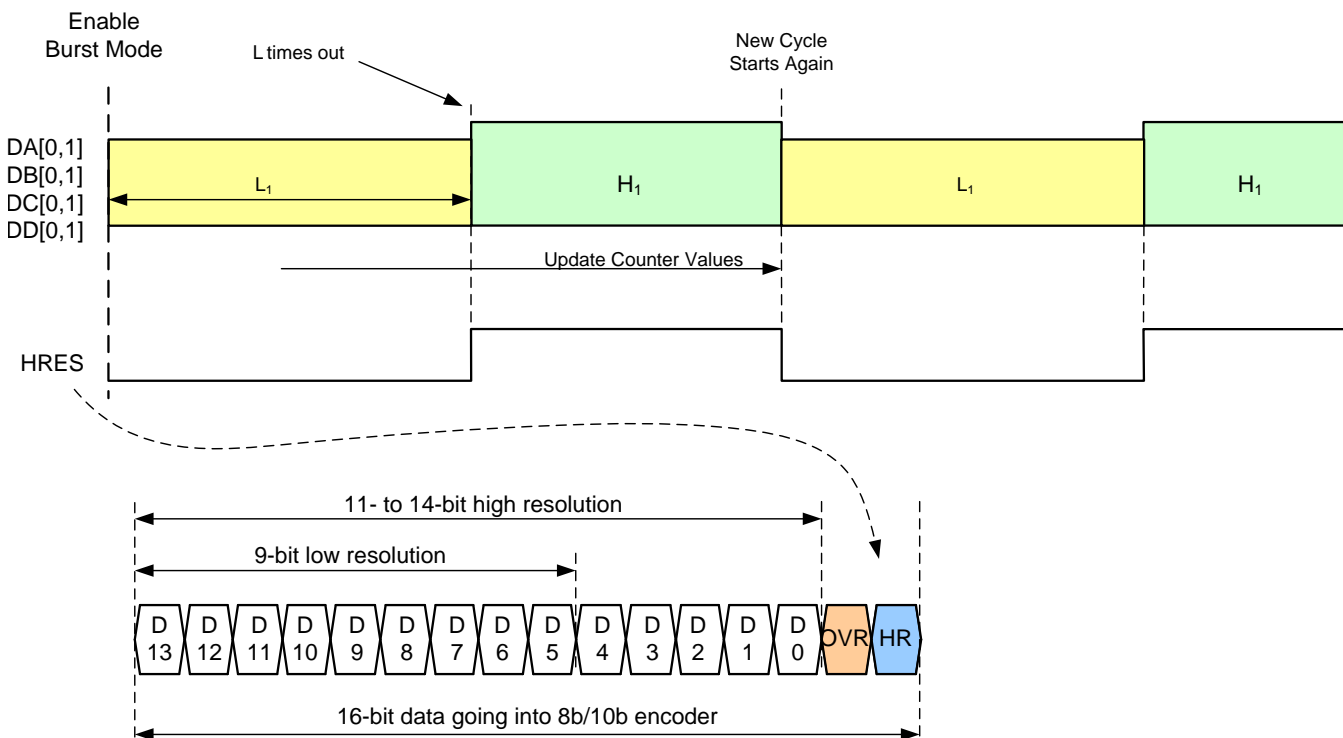 Enable
Burst Mode
L times out
New Cycle
Starts Again
DA[0,1]
DB[0,1]
DC[0,1]
DD[0,1]
L1
H1
L1
H1
Update Counter Values
HRES
11- to 14-bit high resolution
9-bit low resolution
D 13
D 12
D 11
D 10
D 9
D 8
D 7
D 6
D 5
D 4
D 3
D 2
D 1
D 0
OVR
HR
16-bit data going into 8b/10b encoder